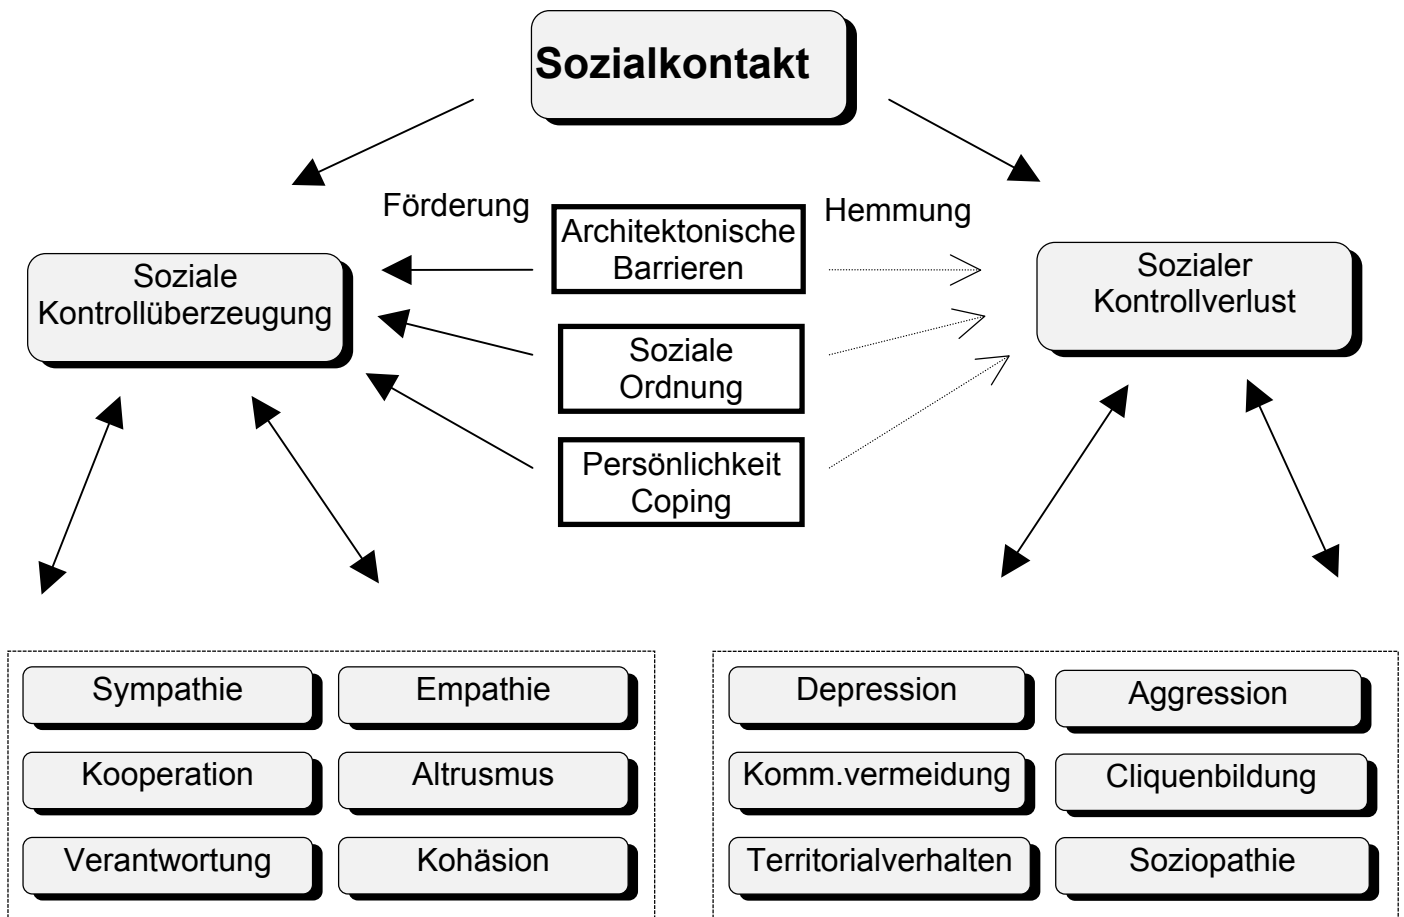 Sozialkontakt
Förderung
Hemmung
Architektonische
Barrieren
Soziale
Kontrollüberzeugung
Sozialer
Kontrollverlust
Soziale
Ordnung
Persönlichkeit
Coping
Sympathie
Empathie
Kooperation
Altrusmus
Verantwortung
Kohäsion
Depression
Aggression
Komm.vermeidung
Cliquenbildung
Territorialverhalten
Soziopathie